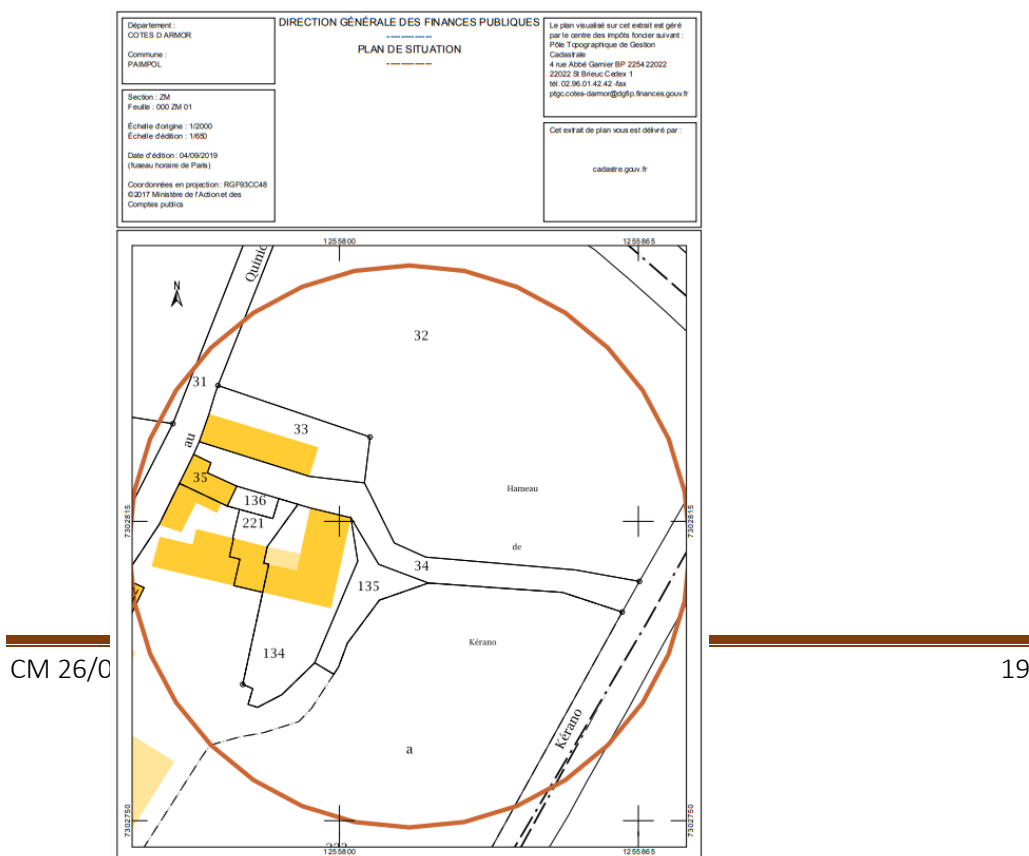 Département :
COTES D ARMOR
Commune :
PAIMPOL
Section : ZM
Feuille : 000 ZM 01
Échelle d'origine : 1/2000
Échelle d'édition : 1/650
Date d'édition : 04/09/2019
(fuseau horaire de Paris)
Coordonnées en projection : RGF93CC48
©2017 Ministère de l'Action et des
Comptes publics
DIRECTION GÉNÉRALE DES FINANCES PUBLIQUES
-------------
PLAN DE SITUATION
-------------
Le plan visualisé sur cet extrait est géré
par le centre des impôts foncier suivant :
Pôle Topographique de Gestion
Cadastrale
4 rue Abbé Garnier BP 2254 22022
22022 St Brieuc Cedex 1
tél. 02.96.01.42.42 -fax
ptgc.cotes-darmor@dgfip.finances.gouv.fr
Cet extrait de plan vous est délivré par :
cadastre.gouv.fr
1255800
1255865
Quinic
N
32
31
33
au
35
136
Hameau
221
7302815
7302815
de
34
135
Kérano
134
CM 26/0
19
Kérano
a
7302750
7302750
1255800
1255865